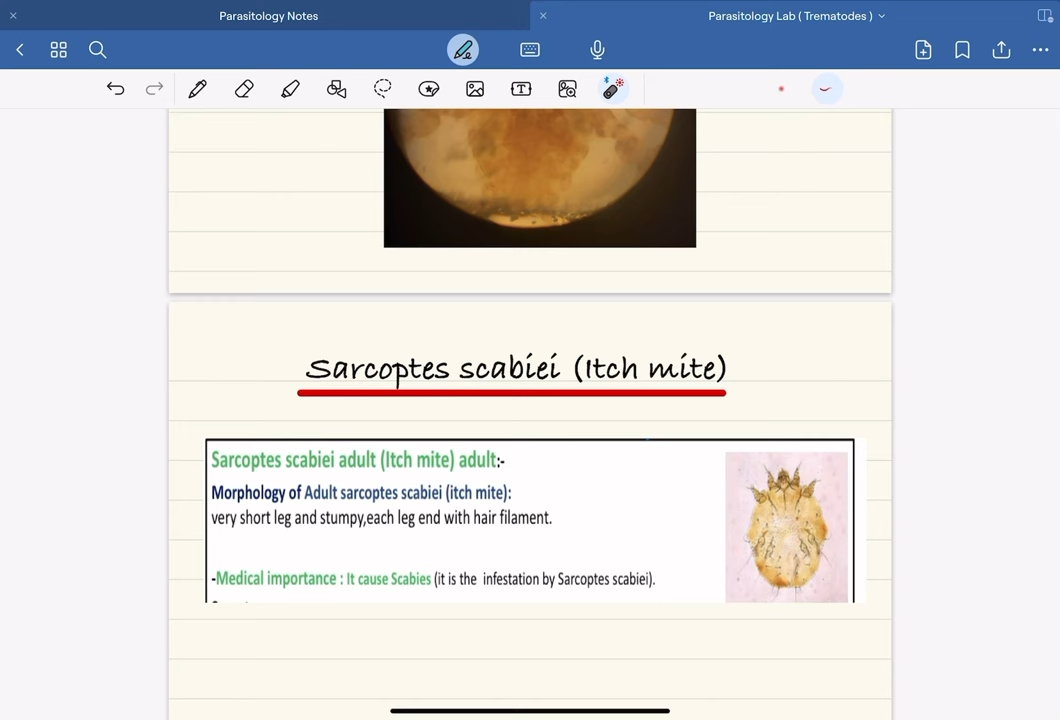 Parasitology Notes
Parasitology Lab ( Trematodes )
Sarcoptes scabiei (Itch mite)
Sarcoptes scabiei adult (Itch mite) adult:-
Morphology of Adult sarcoptes scabiei (itch mite):
very short leg and stumpy,each leg end with hair filament.
-Medical importance : It cause Scabies (it is the infestation by Sarcoptes scabiei).